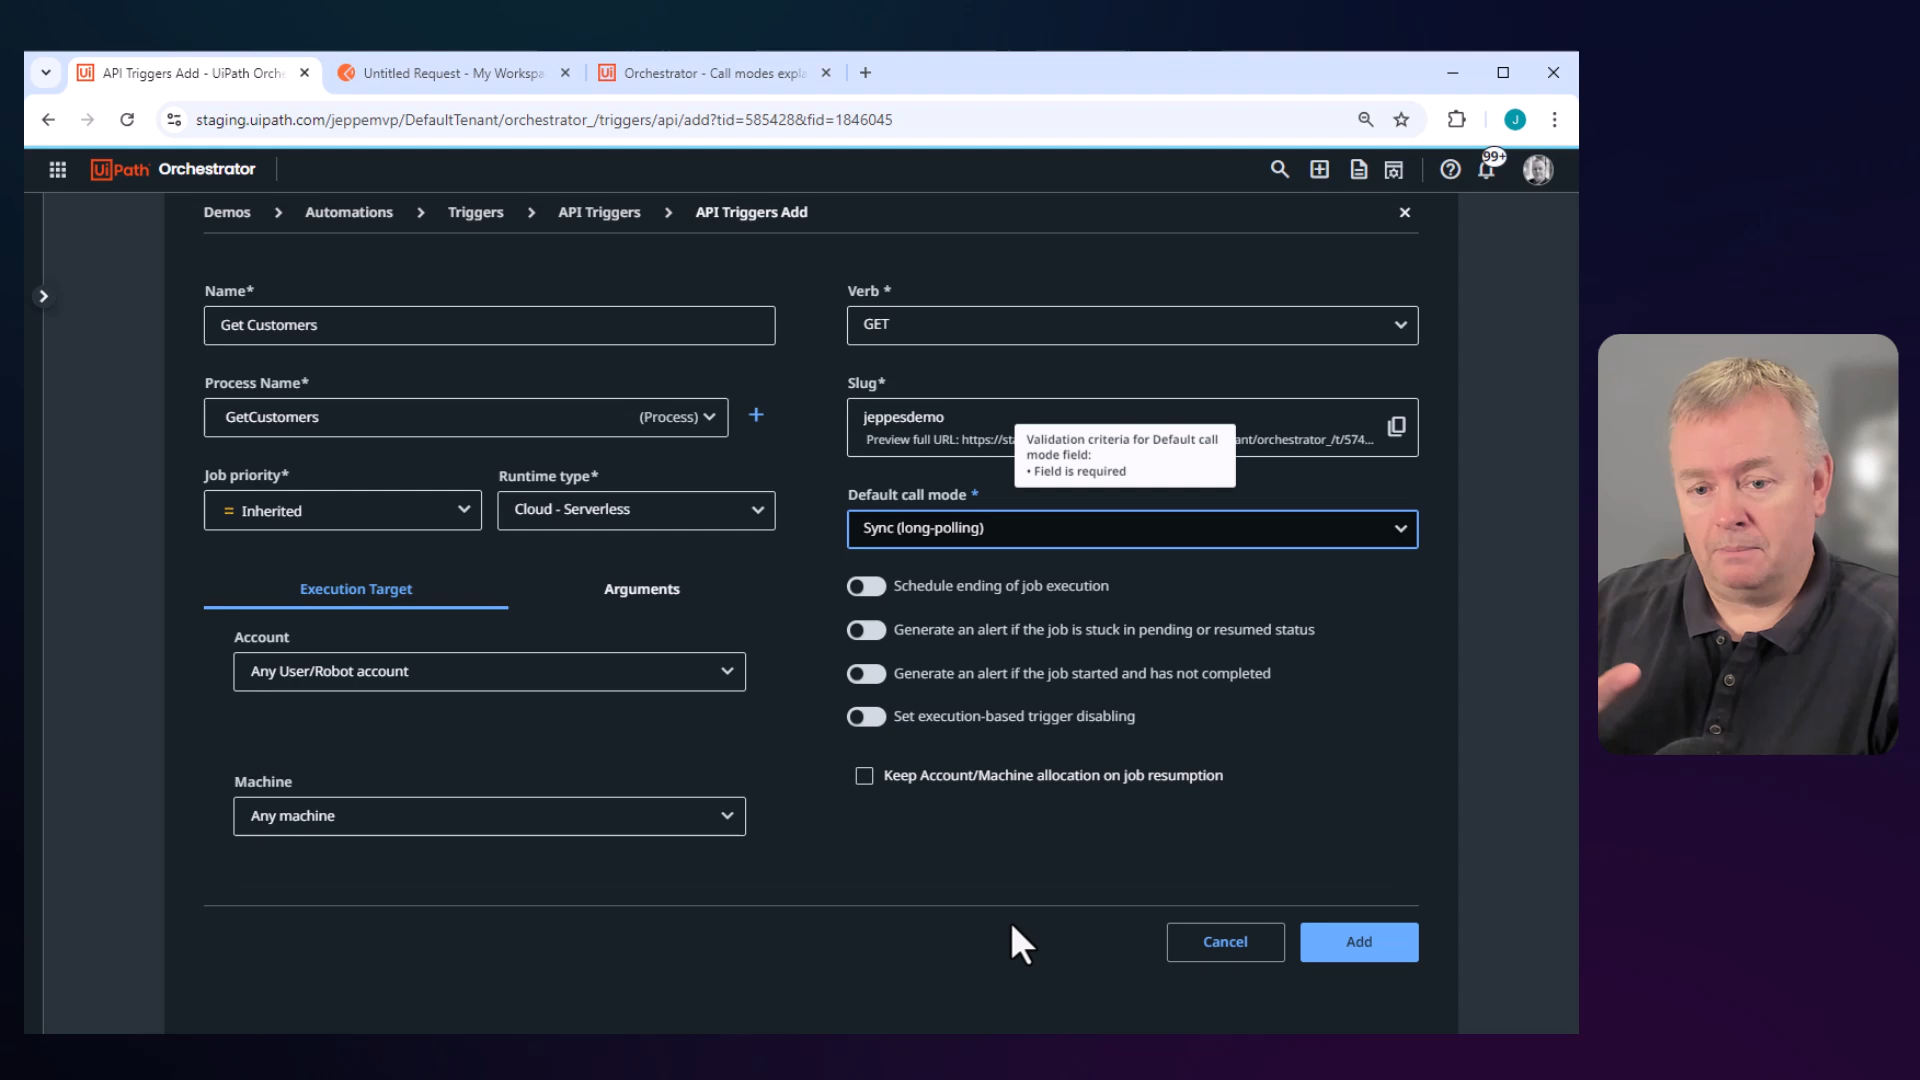 API Triggers Add - UiPath Orche
Untitled Request - My Workspa
Orchestrator - Call modes expla
staging.uipath.com/jeppemvp/DefaultTenant/orchestrator_/triggers/api/add?tid=585428&fid=1846045
J
UiPath Orchestrator
99+
Demos > Automations > Triggers > API Triggers > API Triggers Add
Name*
Get Customers
Process Name*
GetCustomers (Process)
Job priority*
Runtime type*
= Inherited
Cloud - Serverless
Execution Target
Arguments
Account
Any User/Robot account
Machine
Any machine
Verb *
GET
Slug*
jeppesdemo
Preview full URL: https://sta
ant/orchestrator_/t/574...
Validation criteria for Default call
mode field:
• Field is required
Default call mode *
Sync (long-polling)
Schedule ending of job execution
Generate an alert if the job is stuck in pending or resumed status
Generate an alert if the job started and has not completed
Set execution-based trigger disabling
Keep Account/Machine allocation on job resumption
Cancel
Add